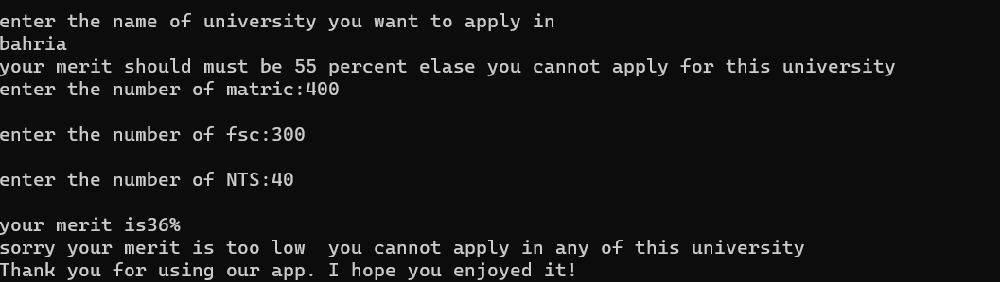 enter the name of university you want to apply in
bahria
your merit should must be 55 percent elase you cannot apply for this university
enter the number of matric:400
enter the number of fsc:300
enter the number of NTS:40
your merit is36%
sorry your merit is too low  you cannot apply in any of this university
Thank you for using our app. I hope you enjoyed it!